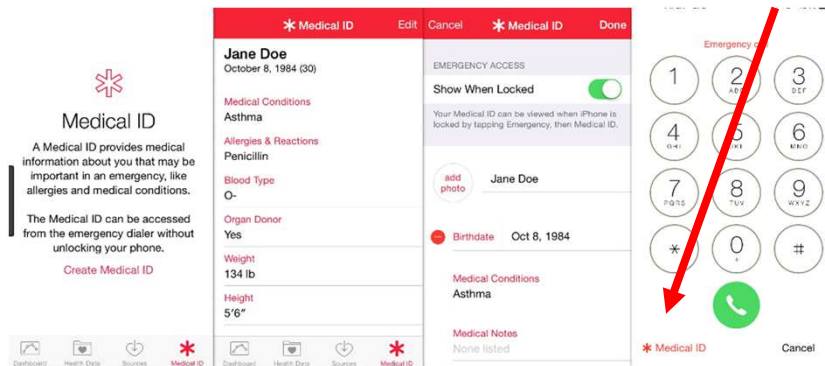 Medical ID
A Medical ID provides medical
information about you that may be
important in an emergency, like
allergies and medical conditions.
The Medical ID can be accessed
from the emergency dialer without
unlocking your phone.
Create Medical ID
Dashboard Health Data Sources Medical ID
Medical ID Edit
Jane Doe
October 8, 1984 (30)
Medical Conditions
Asthma
Allergies & Reactions
Penicillin
Blood Type
O-
Organ Donor
Yes
Weight
134 lb
Height
5'6"
Dashboard Health Data Sources Medical ID
Cancel Medical ID Done
EMERGENCY ACCESS
Show When Locked
Your Medical ID can be viewed when iPhone is
locked by tapping Emergency, then Medical ID.
add
photo
Jane Doe
Birthdate Oct 8, 1984
Medical Conditions
Asthma
Medical Notes
None listed
Emergency
1 2 3
ABC DEF
4 5 6
GHI MNO
7 8 9
PQRS TUV WXYZ
* 0 #
+
Medical ID Cancel